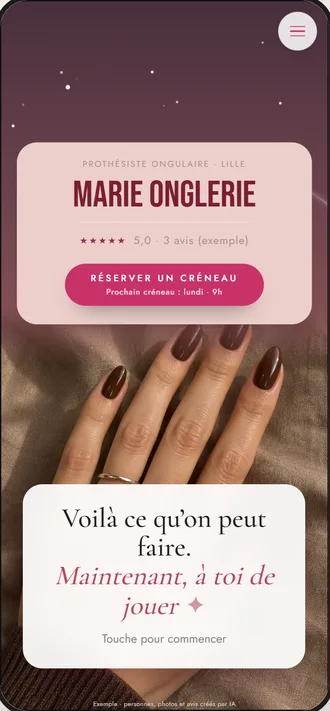 PROTHÉSISTE ONGULAIRE · LILLE
MARIE ONGLERIE
★★★★★ 5,0 · 3 avis (exemple)
RÉSERVER UN CRÉNEAU
Prochain créneau : lundi · 9h
Voilà ce qu'on peut
faire.
Maintenant, à toi de
jouer ✦
Touche pour commencer
Exemple · personnes, photos et avis créés par IA